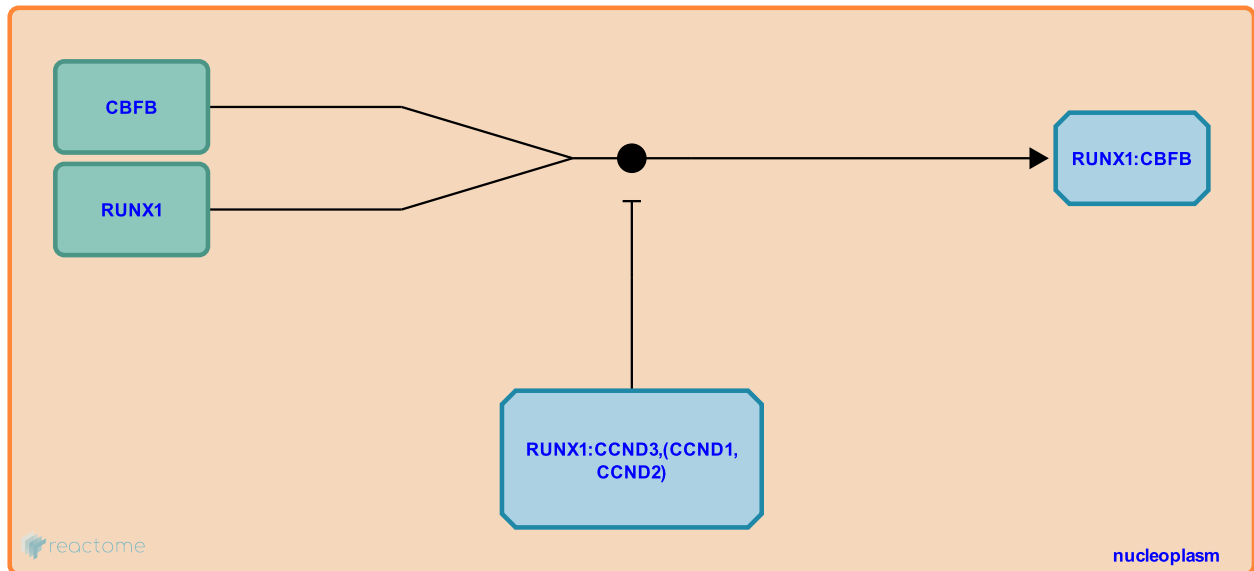 CBFB
RUNX1
RUNX1:CBFB
RUNX1:CCND3,(CCND1,
CCND2)
reactome
nucleoplasm